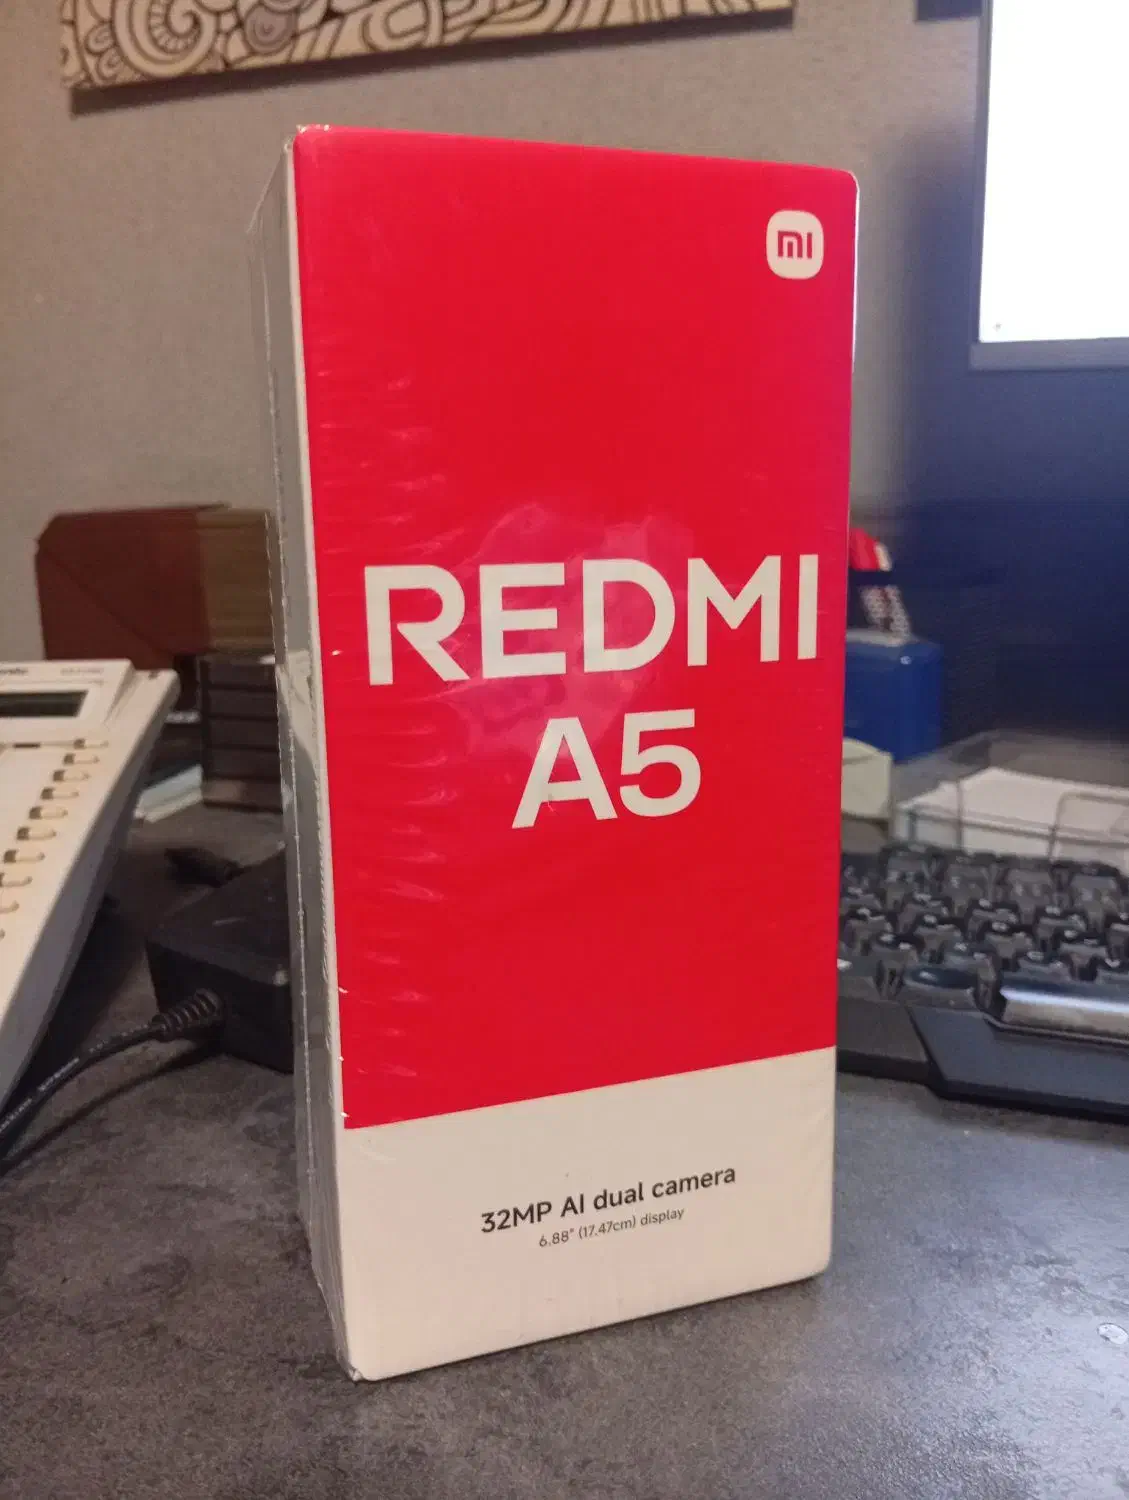 mi
REDMI
A5
32MP AI dual camera
6.88" (17.47cm) display